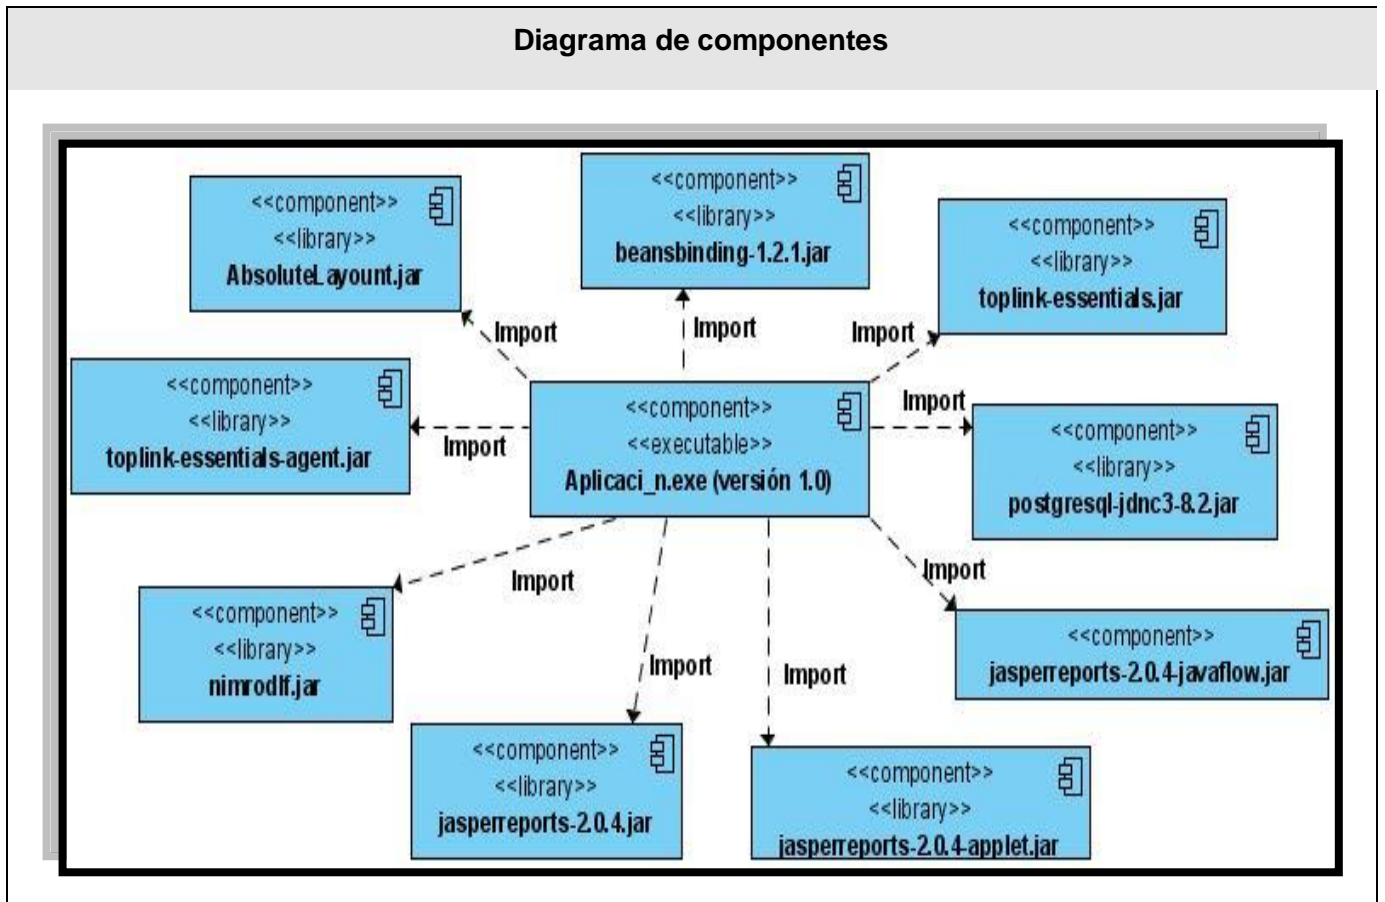 Diagrama de componentes
<<component>>
<<library>>
AbsoluteLayount.jar
<<component>>
<<library>>
beansbinding-1.2.1.jar
<<component>>
<<library>>
toplink-essentials.jar
Import
Import
Import
<<component>>
<<library>>
toplink-essentials-agent.jar
Import
<<component>>
<<executable>>
Aplicaci_n.exe (versión 1.0)
Import
<<component>>
<<library>>
postgresql-jdnc3-8.2.jar
Import
Import
<<component>>
<<library>>
nimrodlf.jar
Import
Import
<<component>>
jasperreports-2.0.4-javaflow.jar
<<component>>
<<library>>
jasperreports-2.0.4.jar
<<component>>
<<library>>
jasperreports-2.0.4-applet.jar